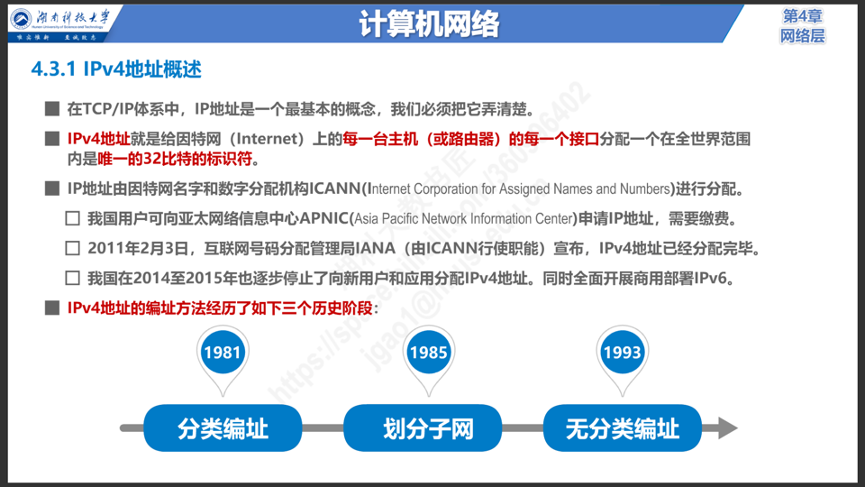 湖南科技大学
Hunan University of Science and Technology
唯实惟新 至诚致志
计算机网络
第4章
网络层
4.3.1 IPv4地址概述
在TCP/IP体系中，IP地址是一个最基本的概念，我们必须把它弄清楚。
IPv4地址就是给因特网（Internet）上的每一台主机（或路由器）的每一个接口分配一个在全世界范围
内是唯一的32比特的标识符。
IP地址由因特网名字和数字分配机构ICANN(Internet Corporation for Assigned Names and Numbers)进行分配。
我国用户可向亚太网络信息中心APNIC(Asia Pacific Network Information Center)申请IP地址，需要缴费。
2011年2月3日，互联网号码分配管理局IANA（由ICANN行使职能）宣布，IPv4地址已经分配完毕。
我国在2014至2015年也逐步停止了向新用户和应用分配IPv4地址。同时全面开展商用部署IPv6。
IPv4地址的编址方法经历了如下三个历史阶段：
1981
1985
1993
分类编址
划分子网
无分类编址